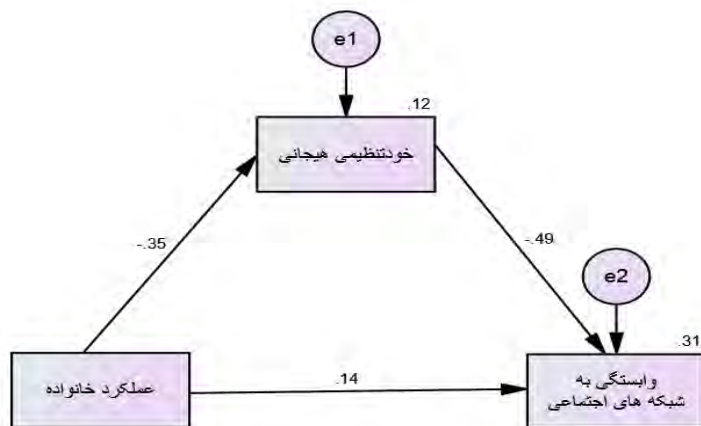 e1
.12
خودتنظیمی هیجانی
-.35
-.49
e2
.31
عملکرد خانواده
.14
وابستگی به
شبکه های اجتماعی